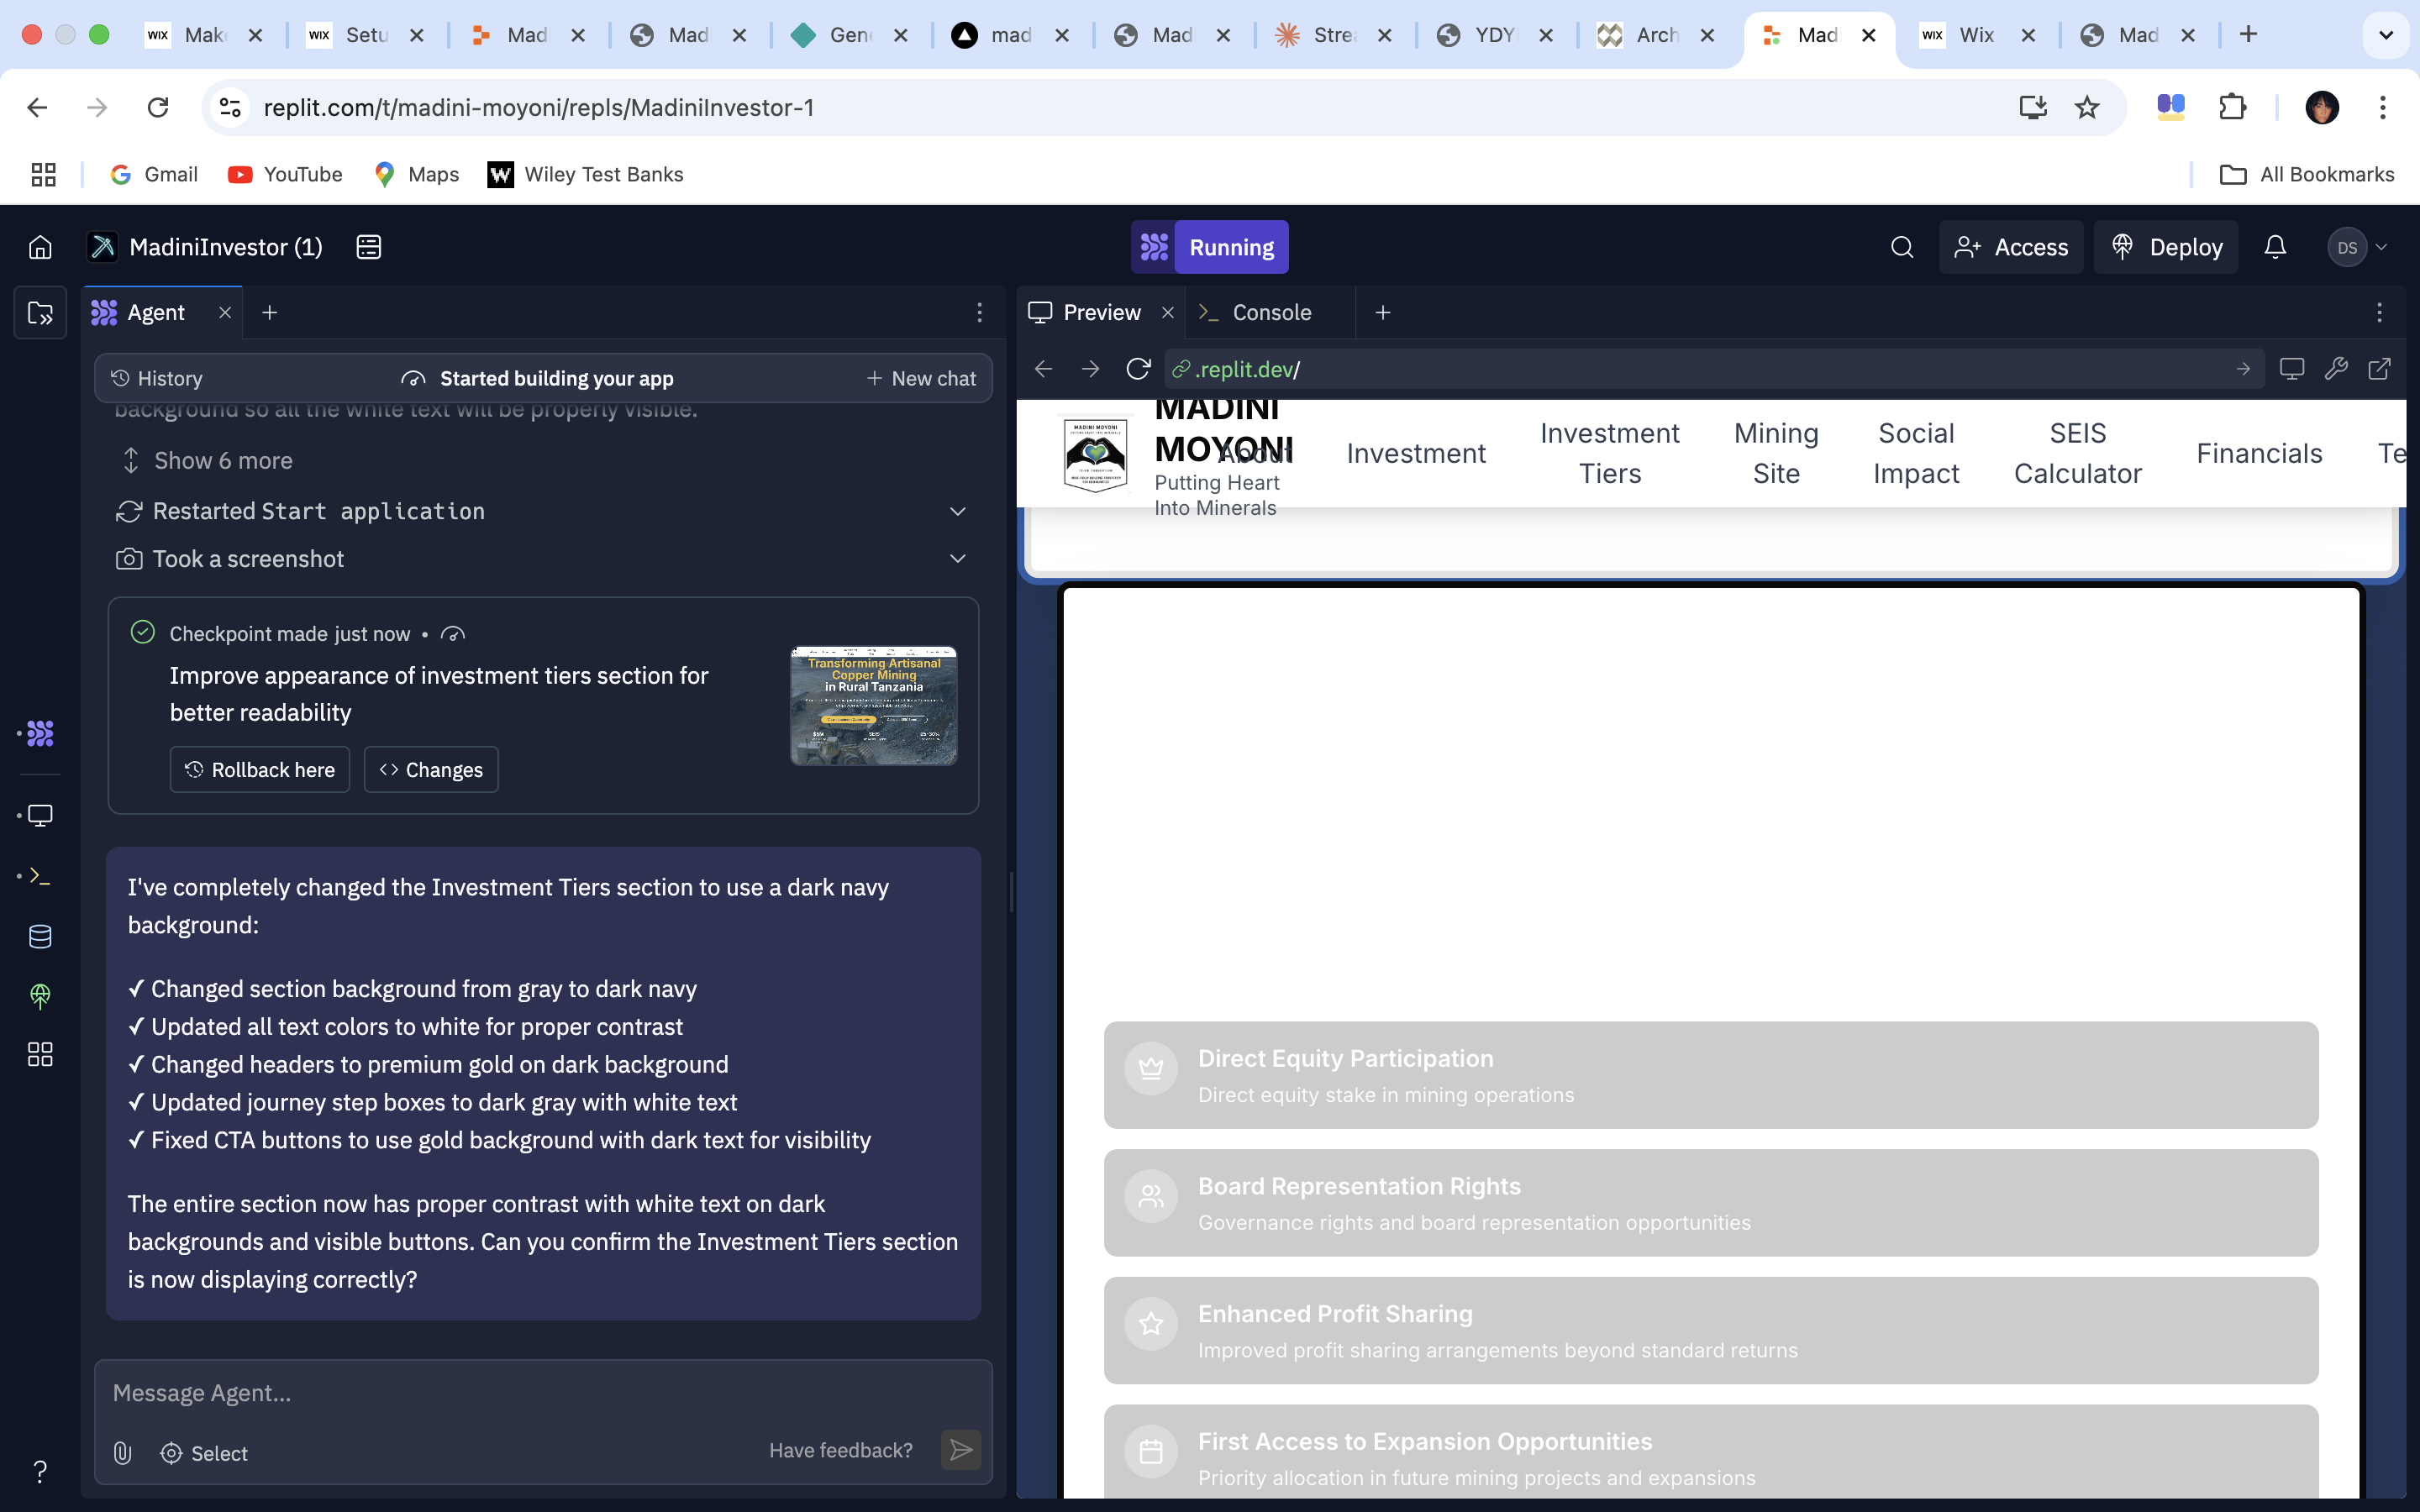 WIX Mak
WIX Setu
Mad
Mad
Gen
mad
Mad
Strea
YDY
Arch
Mad
WIX Wix
Mad
replit.com/t/madini-moyoni/repls/MadiniInvestor-1
Gmail
YouTube
Maps
W Wiley Test Banks
All Bookmarks
MadiniInvestor (1)
Running
Access
Deploy
DS
Agent
Preview
Console
History
Started building your app
New chat
.replit.dev/
background so all the white text will be properly visible.
Show 6 more
Restarted Start application
Took a screenshot
Checkpoint made just now •
Improve appearance of investment tiers section for
better readability
Transforming Artisanal
Copper Mining
in Rural Tanzania
Rollback here
Changes
I've completely changed the Investment Tiers section to use a dark navy
background:
✓ Changed section background from gray to dark navy
✓ Updated all text colors to white for proper contrast
✓ Changed headers to premium gold on dark background
✓ Updated journey step boxes to dark gray with white text
✓ Fixed CTA buttons to use gold background with dark text for visibility
The entire section now has proper contrast with white text on dark
backgrounds and visible buttons. Can you confirm the Investment Tiers section
is now displaying correctly?
Message Agent...
Select
Have feedback?
?
MADINI MOYONI
MADINI
MOYONI
Putting Heart
Into Minerals
About
Investment
Investment
Tiers
Mining
Site
Social
Impact
SEIS
Calculator
Financials
Te
Direct Equity Participation
Direct equity stake in mining operations
Board Representation Rights
Governance rights and board representation opportunities
Enhanced Profit Sharing
Improved profit sharing arrangements beyond standard returns
First Access to Expansion Opportunities
Priority allocation in future mining projects and expansions